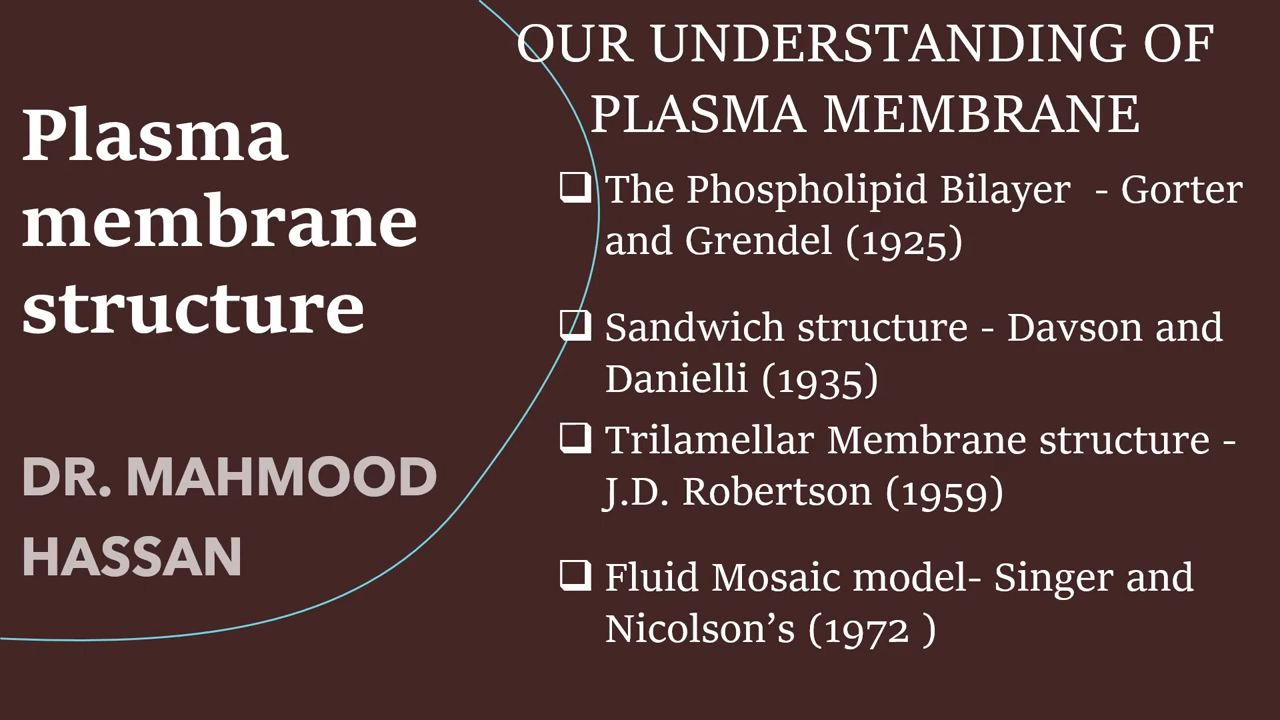 Plasma
membrane
structure
DR. MAHMOOD
HASSAN
OUR UNDERSTANDING OF
PLASMA MEMBRANE
❑ The Phospholipid Bilayer - Gorter
and Grendel (1925)
❑ Sandwich structure - Davson and
Danielli (1935)
❑ Trilamellar Membrane structure -
J.D. Robertson (1959)
❑ Fluid Mosaic model- Singer and
Nicolson’s (1972 )